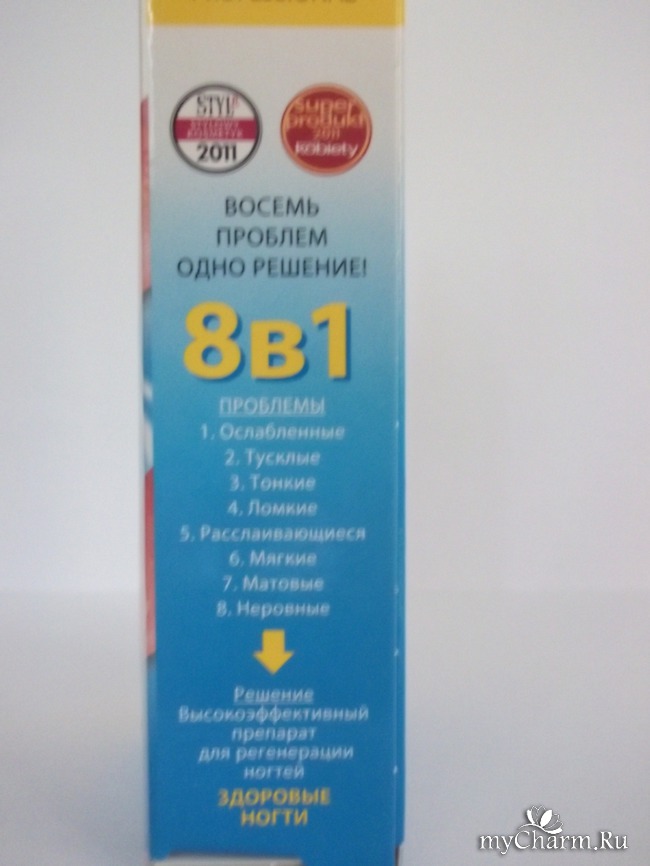 STYL
2011
super
produkt
2011
kobiety
ВОСЕМЬ
ПРОБЛЕМ
ОДНО РЕШЕНИЕ!
8в1
ПРОБЛЕМЫ
1. Ослабленные
2. Тусклые
3. Тонкие
4. Ломкие
5. Расслаивающиеся
6. Мягкие
7. Матовые
8. Неровные
Решение
Высокоэффективный
препарат
для регенерации
ногтей
ЗДОРОВЫЕ
НОГТИ
myCharm.Ru